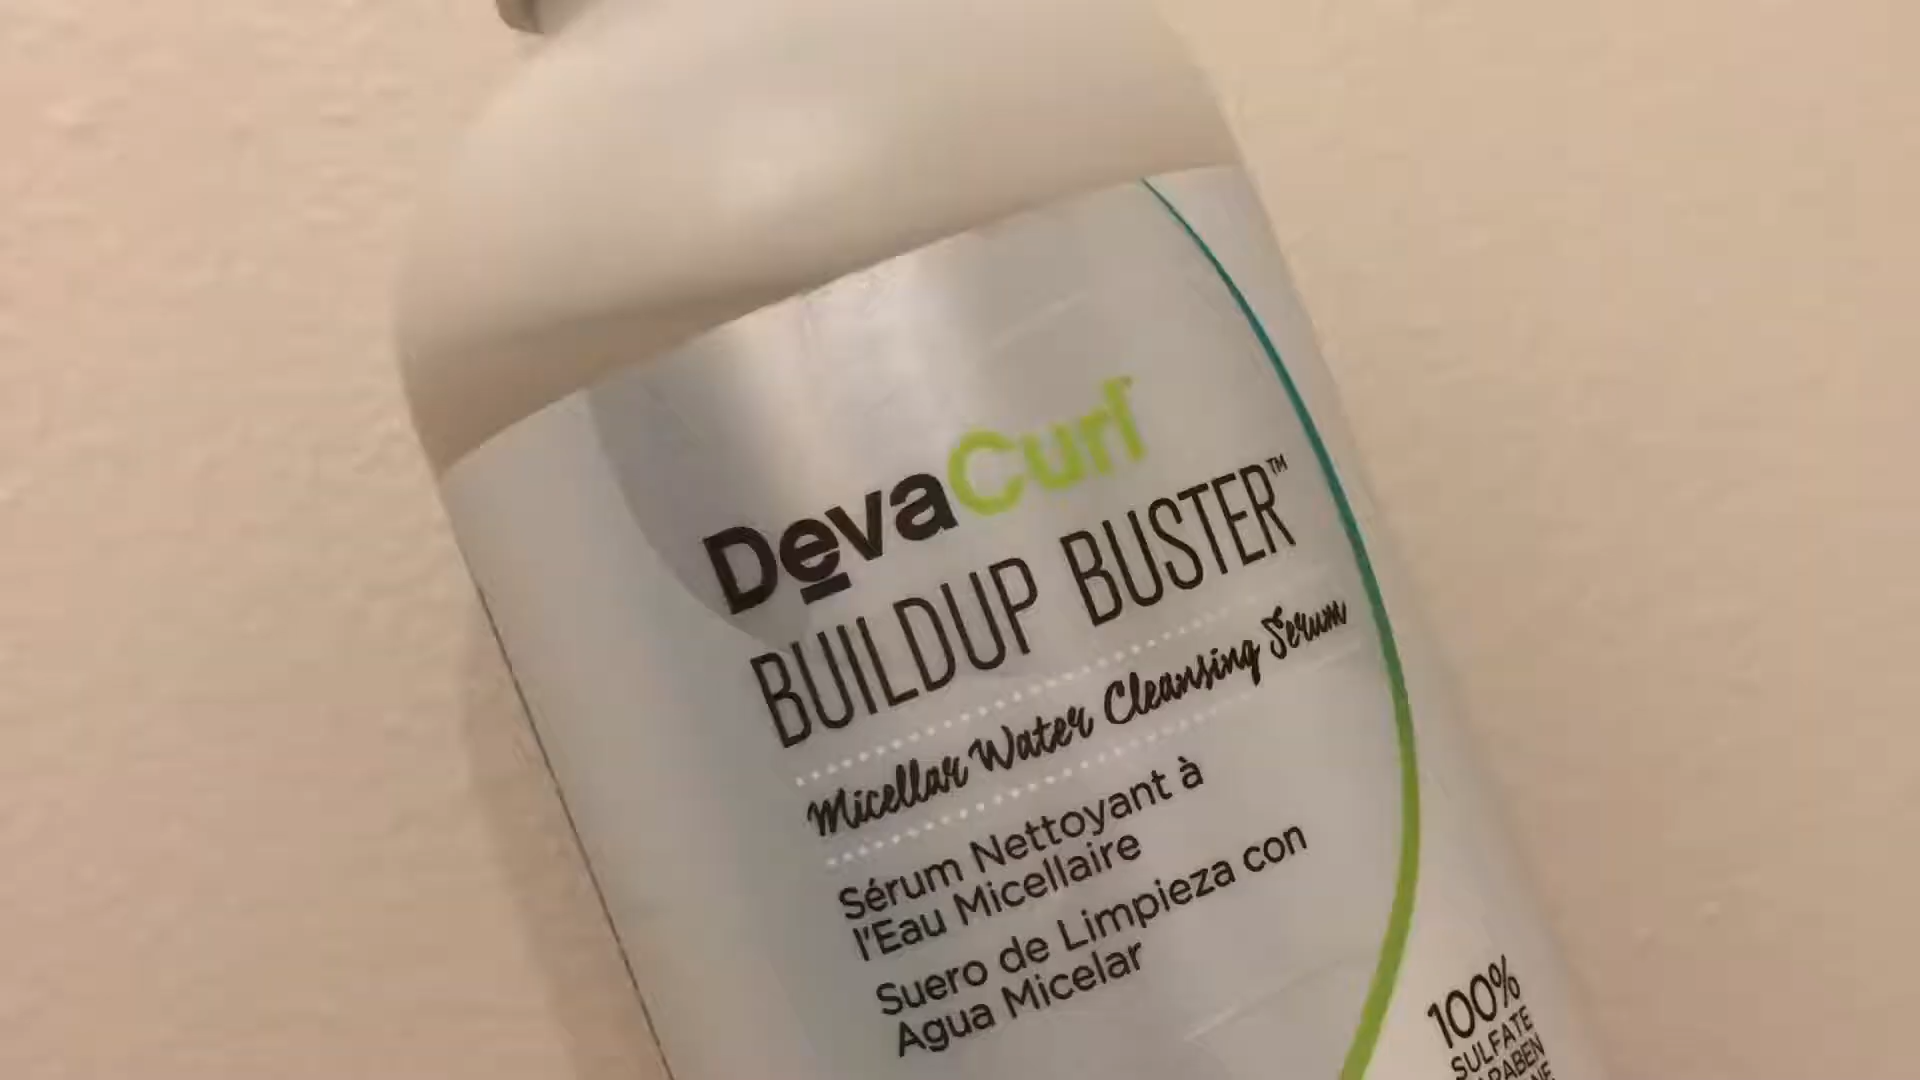 DevaCurl
BUILDUP BUSTER™
Micellar Water Cleansing Serum
Sérum Nettoyant à
l'Eau Micellaire
Suero de Limpieza con
Agua Micelar
100%
SULFATE